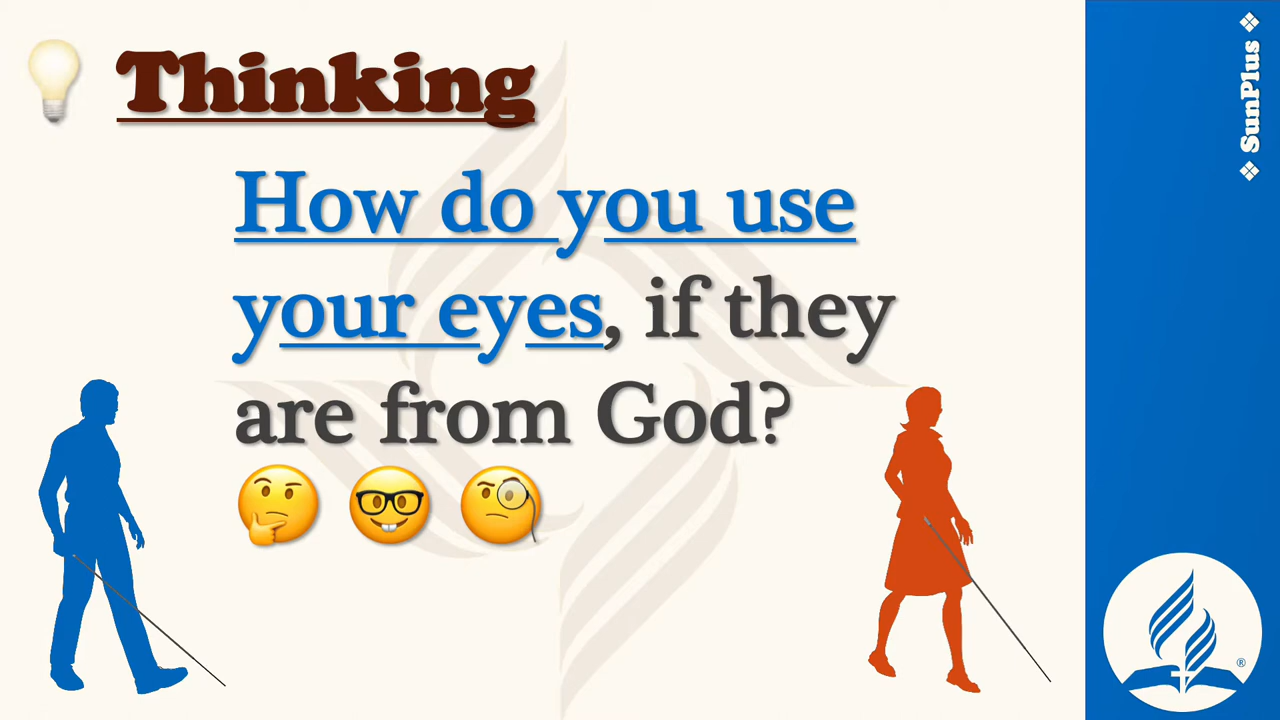 Thinking
How do you use
your eyes, if they
are from God?
❖ SunPlus ❖
®